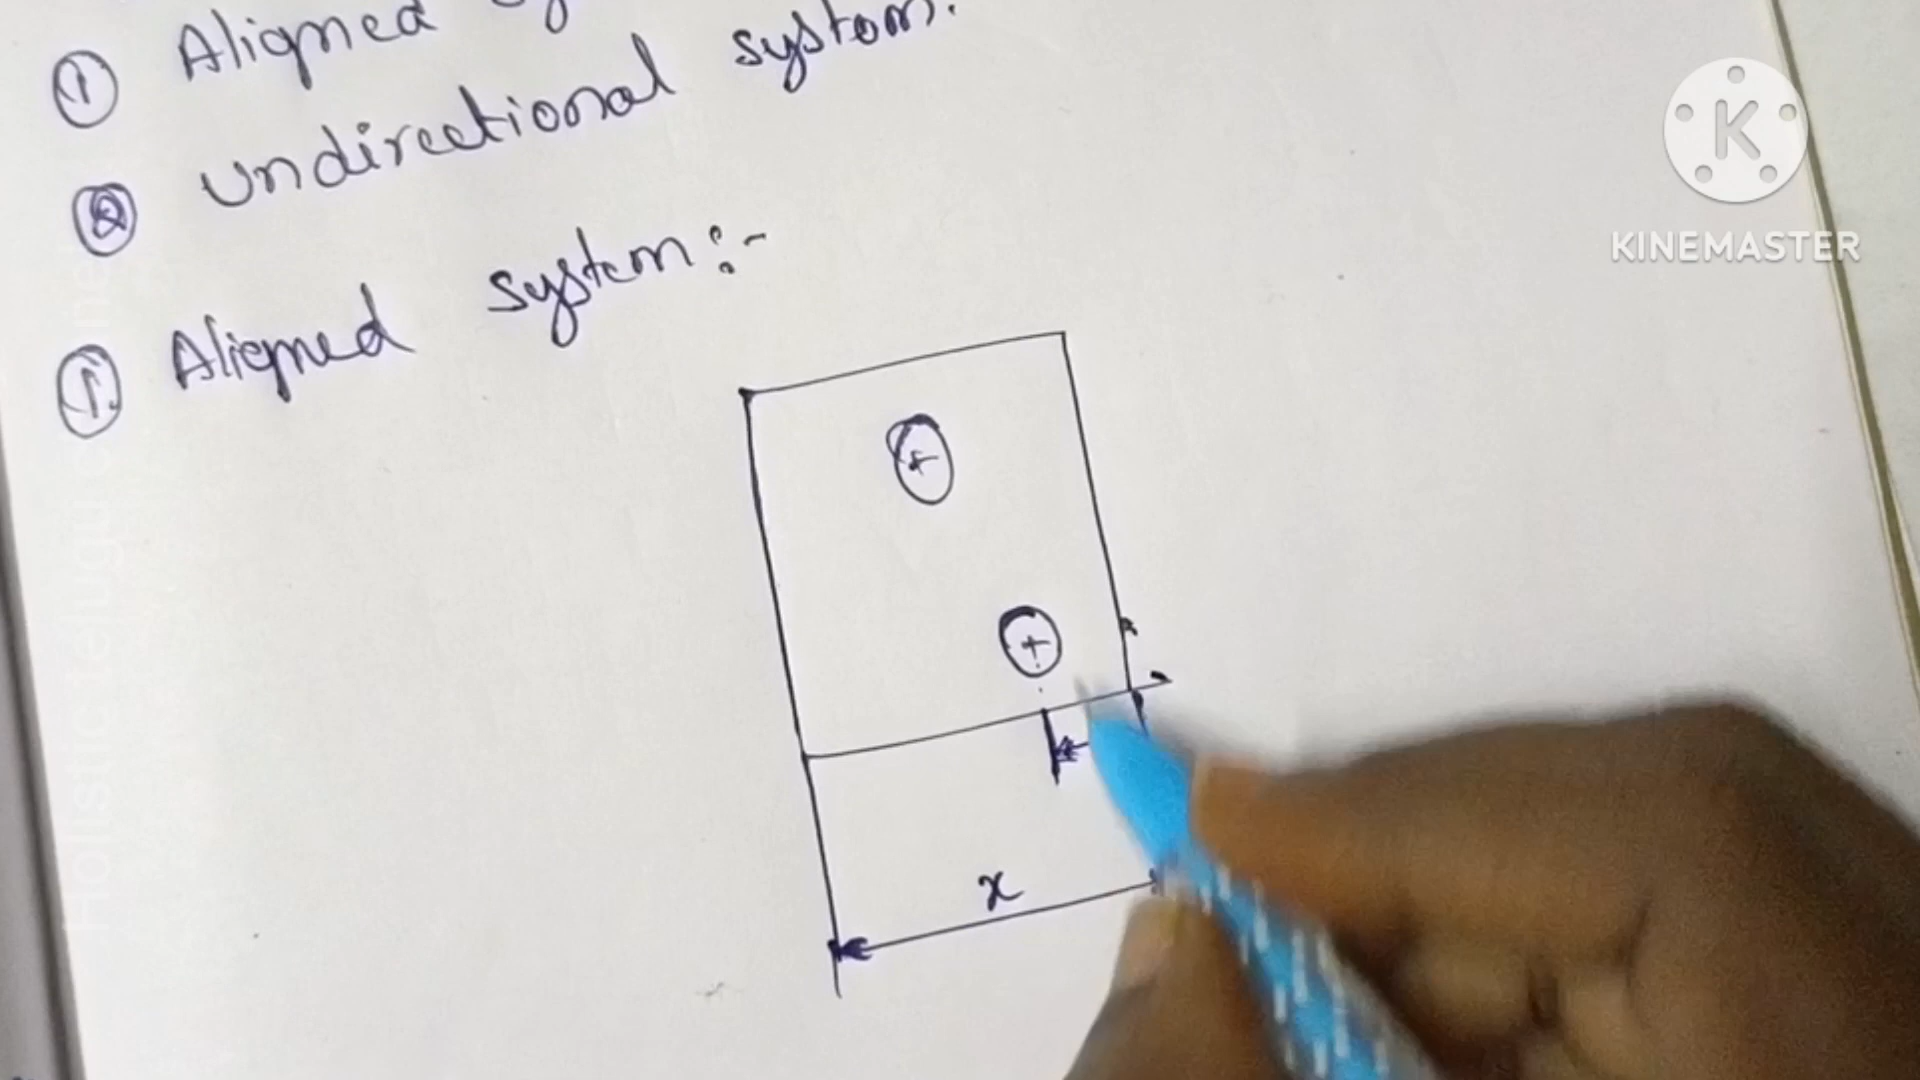 ① Aligned
② Undirectional system.
① Aligned system:-
+
+
x
K
KINEMASTER